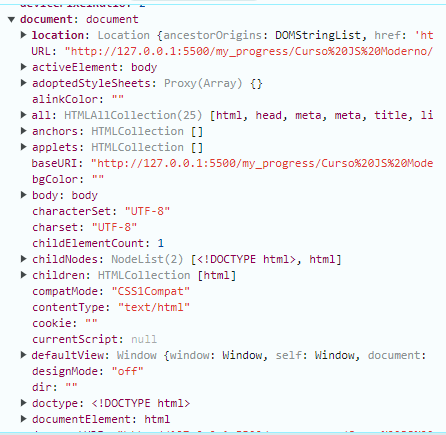 devicePixelRatio: 2
▼ document: document
▶ location: Location {ancestorOrigins: DOMStringList, href: 'ht
URL: "http://127.0.0.1:5500/my_progress/Curso%20JS%20Moderno/
▶ activeElement: body
▶ adoptedStyleSheets: Proxy(Array) {}
alinkColor: ""
▶ all: HTMLAllCollection(25) [html, head, meta, meta, title, li
▶ anchors: HTMLCollection []
▶ applets: HTMLCollection []
baseURI: "http://127.0.0.1:5500/my_progress/Curso%20JS%20Mode
bgColor: ""
▶ body: body
characterSet: "UTF-8"
charset: "UTF-8"
childElementCount: 1
▶ childNodes: NodeList(2) [<!DOCTYPE html>, html]
▶ children: HTMLCollection [html]
compatMode: "CSS1Compat"
contentType: "text/html"
cookie: ""
currentScript: null
▶ defaultView: Window {window: Window, self: Window, document:
designMode: "off"
dir: ""
▶ doctype: <!DOCTYPE html>
▶ documentElement: html